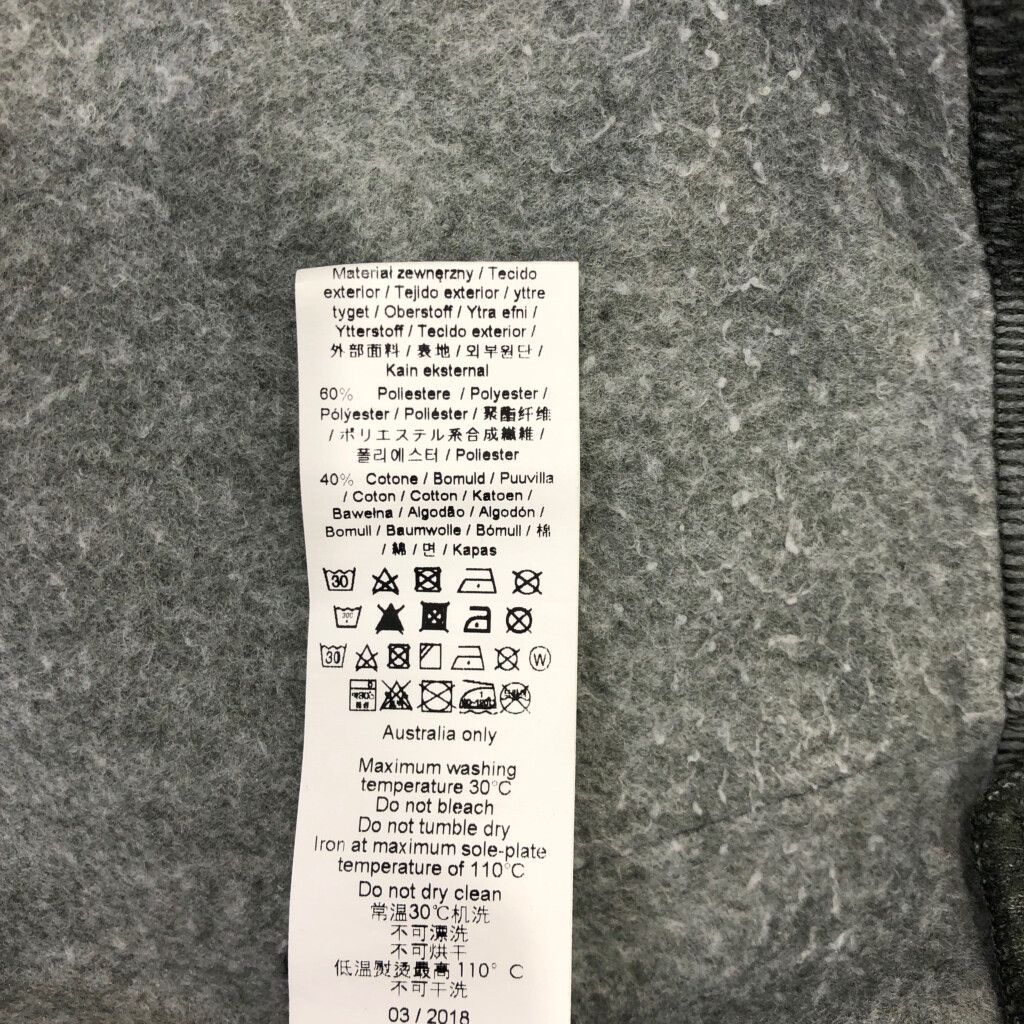 Materiał zewnęrzny / Tecido
exterior / Tejido exterior / yttre
tyget / Oberstoff / Ytra efni /
Ytterstoff / Tecido exterior /
外部面料 / 表地 / 외부원단 /
Kain eksternal
60% Poliestere / Polyester /
Pólýester / Poliéster / 聚酯纤维
/ ポリエステル系合成繊維 /
폴리에스터 / Poliester
40% Cotone / Bomuld / Puuvilla
/ Coton / Cotton / Katoen /
Bawełna / Algodão / Algodón /
Bomull / Baumwolle / Bómull / 棉
/ 綿 / 면 / Kapas
30
30
30 W
Australia only
Maximum washing
temperature 30°C
Do not bleach
Do not tumble dry
Iron at maximum sole-plate
temperature of 110°C
Do not dry clean
常温30℃机洗
不可漂洗
不可烘干
低温熨烫最高 110° C
不可干洗
03 / 2018